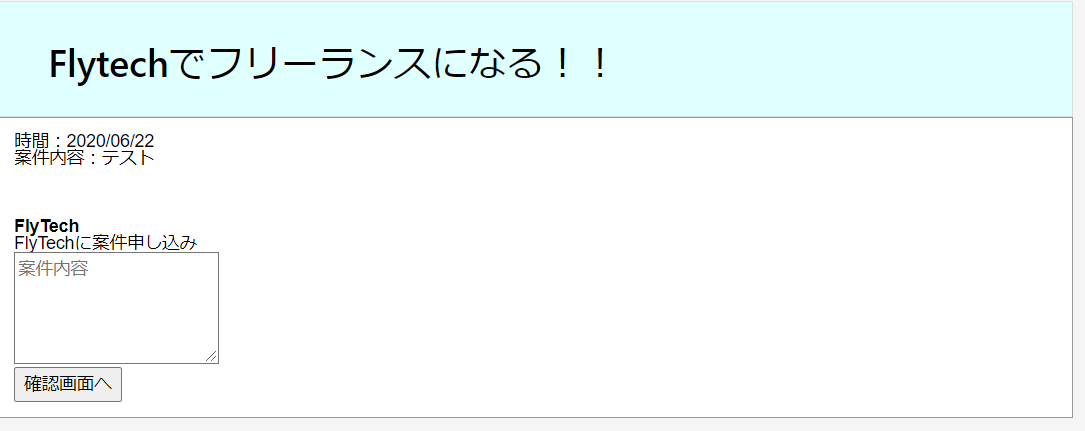 Flytechでフリーランスになる！！
時間：2020/06/22
案件内容：テスト
FlyTech
FlyTechに案件申し込み
案件内容
確認画面へ